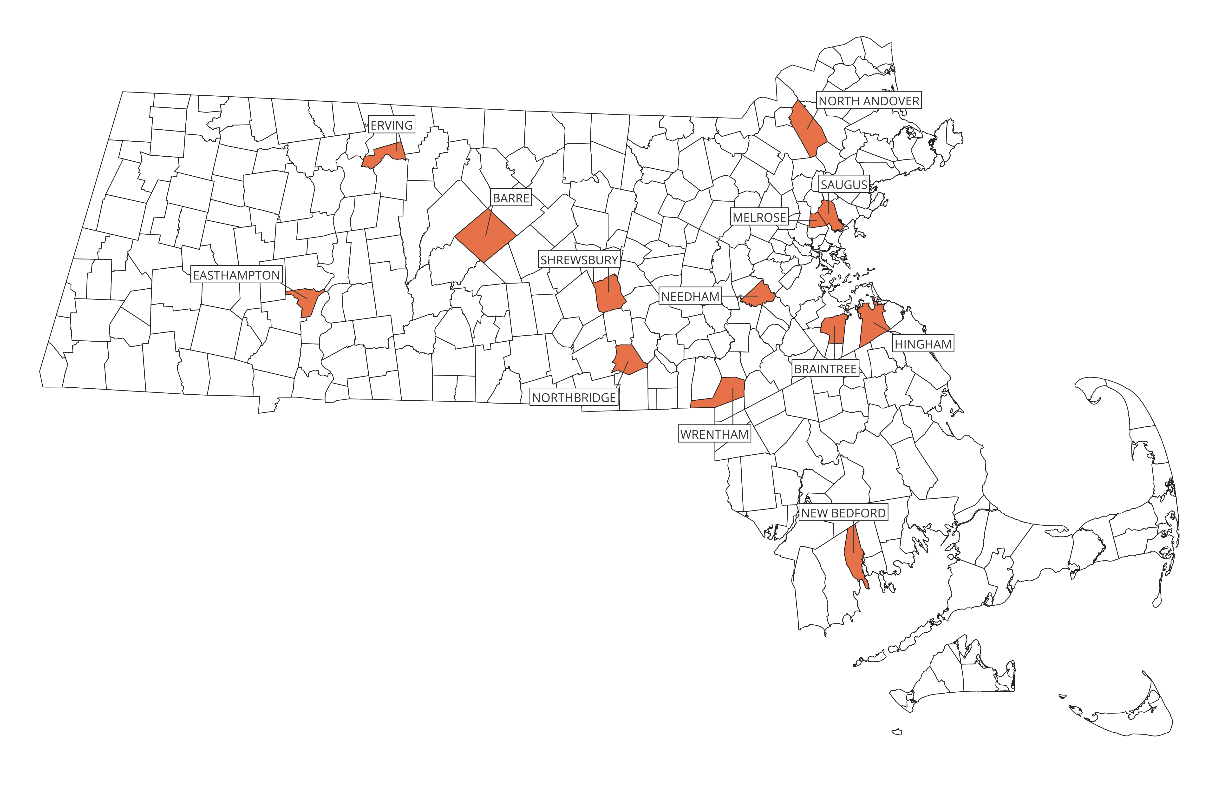 NORTH ANDOVER
ERVING
SAUGUS
BARRE
MELROSE
SHREWSBURY
EASTHAMPTON
NEEDHAM
HINGHAM
BRAINTREE
NORTHBRIDGE
WRENTHAM
NEW BEDFORD